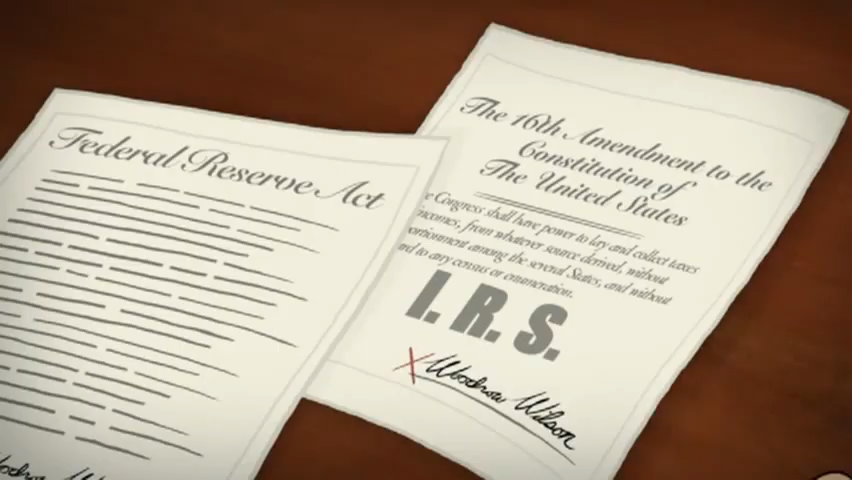 Federal Reserve Act
The 16th Amendment to the
Constitution of
The United States
Congress shall have power to lay and collect taxes
incomes, from whatever source derived, without
among the several States, and without
to any census or enumeration.
I. R. S.
X Woodrow Wilson